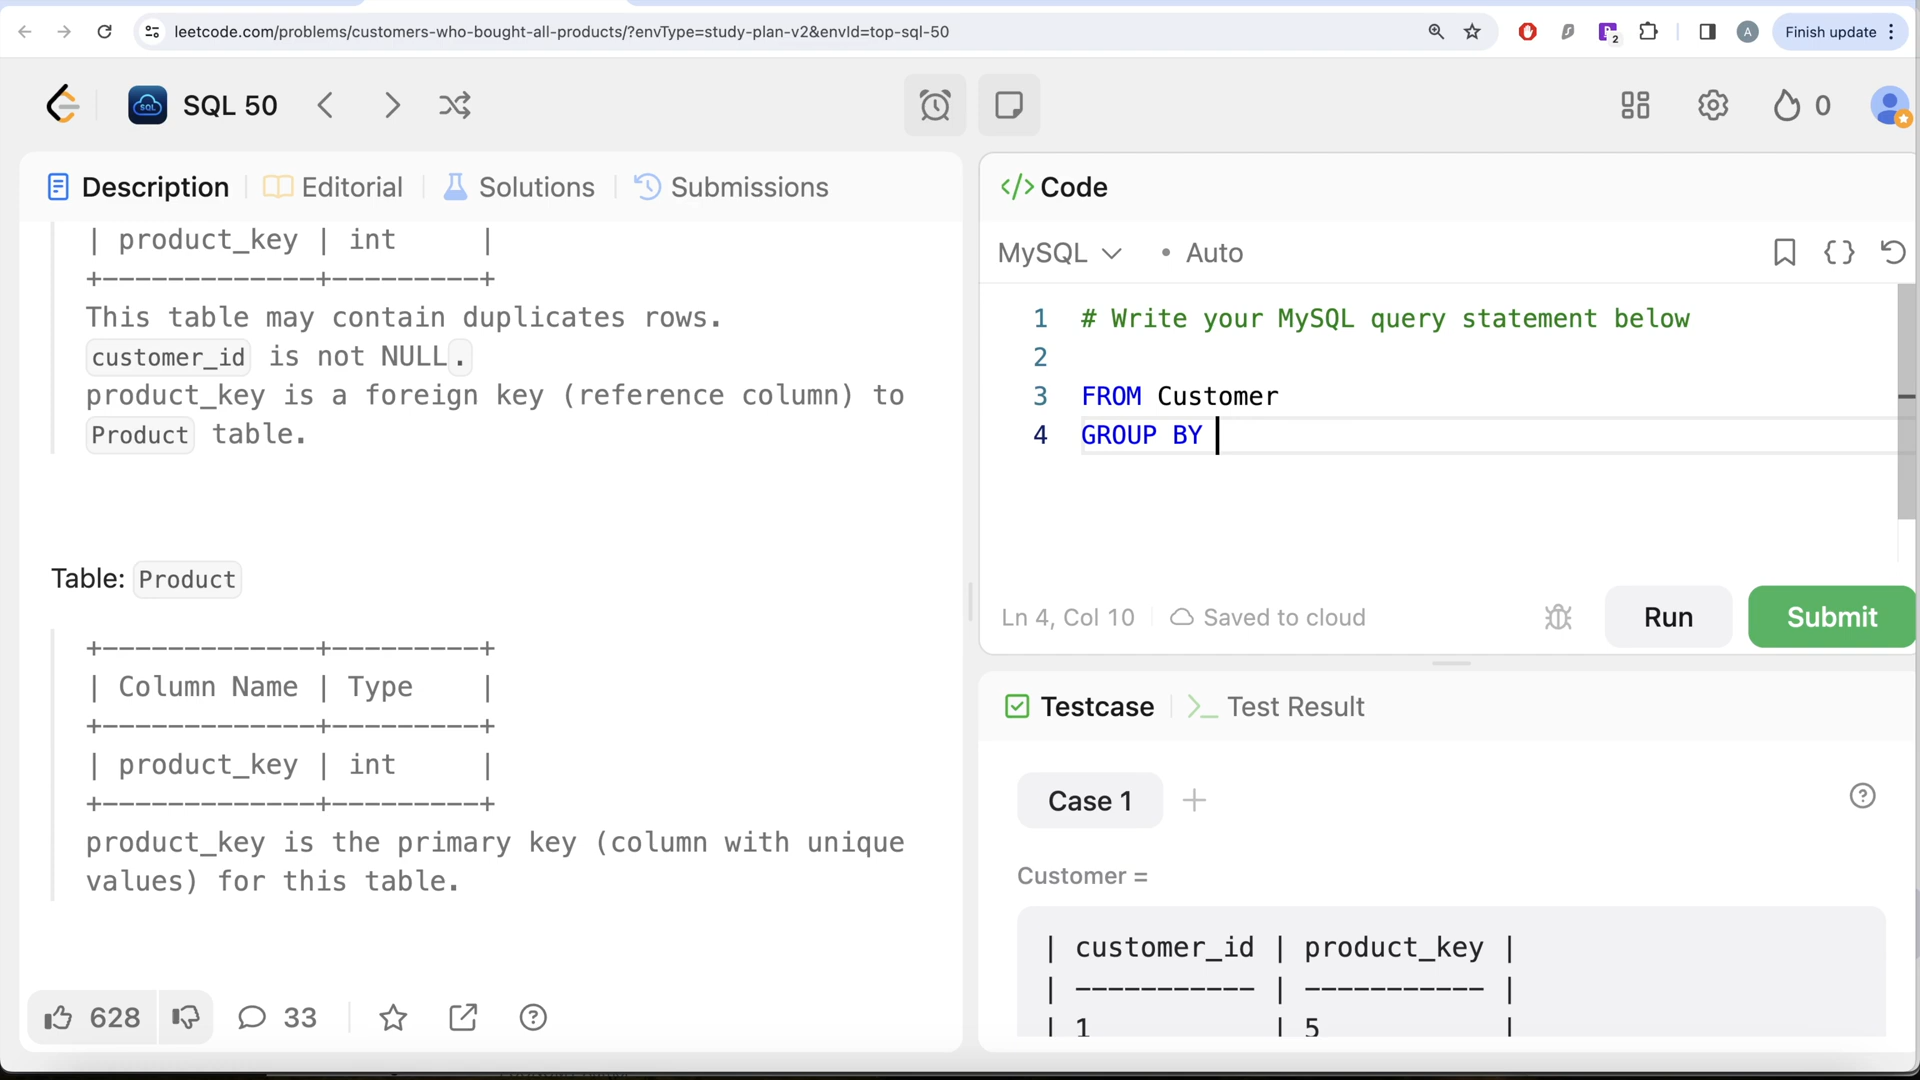 leetcode.com/problems/customers-who-bought-all-products/?envType=study-plan-v2&envId=top-sql-50
2
A
Finish update
SQL
SQL 50
0
Description
Editorial
Solutions
Submissions
| product_key | int |
+-------------+---------+
This table may contain duplicates rows.
customer_id is not NULL.
product_key is a foreign key (reference column) to
Product table.
Table: Product
+-------------+---------+
| Column Name | Type |
+-------------+---------+
| product_key | int |
+-------------+---------+
product_key is the primary key (column with unique
values) for this table.
628
33
</> Code
MySQL
• Auto
{}
1 # Write your MySQL query statement below
2
3 FROM Customer
4 GROUP BY
Ln 4, Col 10
Saved to cloud
Run
Submit
Testcase
>_ Test Result
Case 1
+
Customer =
| customer_id | product_key |
| ----------- | ----------- |
| 1 | 5 |